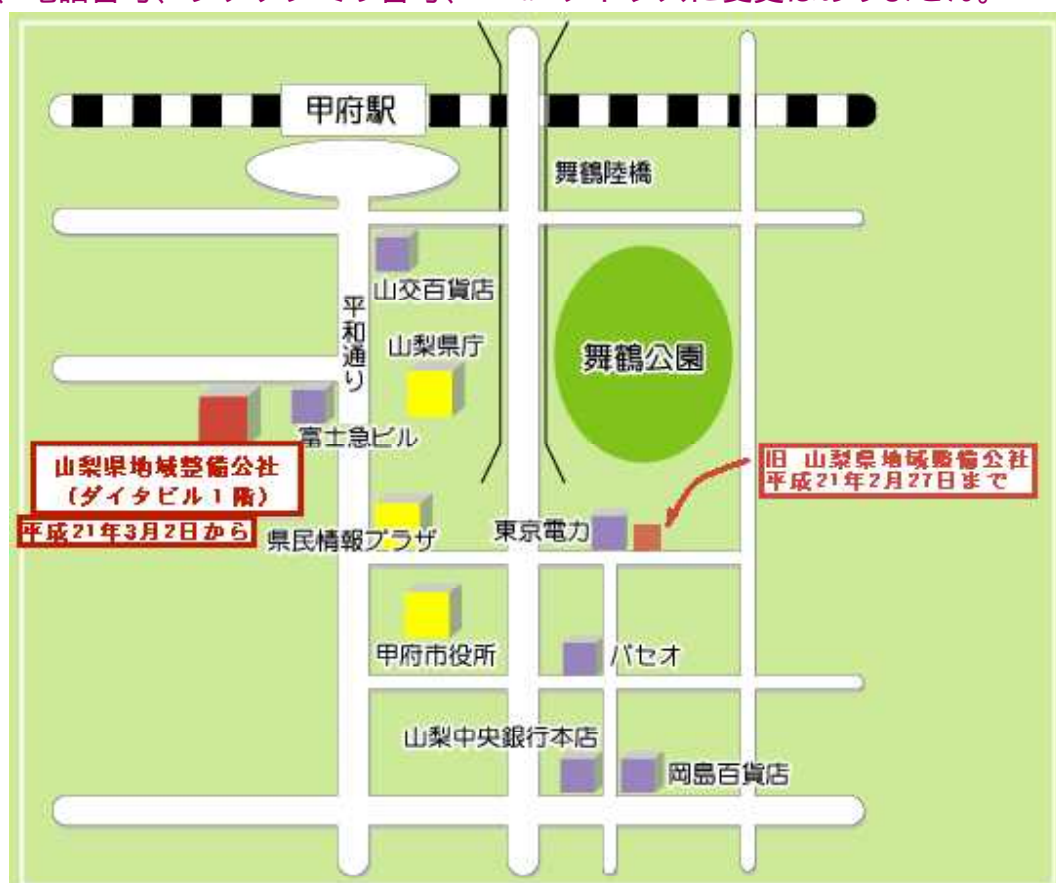 甲府駅
舞鶴陸橋
山交百貨店
平和通り
山梨県庁
舞鶴公園
富士急ビル
山梨県地域整備公社
(ダイタビル1階)
平成21年3月2日から
旧 山梨県地域整備公社
平成21年2月27日まで
県民情報プラザ
東京電力
甲府市役所
パセオ
山梨中央銀行本店
岡島百貨店